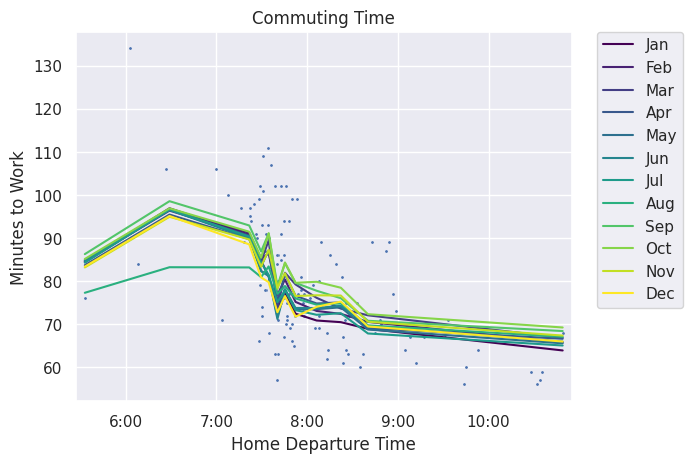 Commuting Time
Minutes to Work
130
120
110
100
90
80
70
60
6:00 7:00 8:00 9:00 10:00
Home Departure Time
Jan
Feb
Mar
Apr
May
Jun
Jul
Aug
Sep
Oct
Nov
Dec